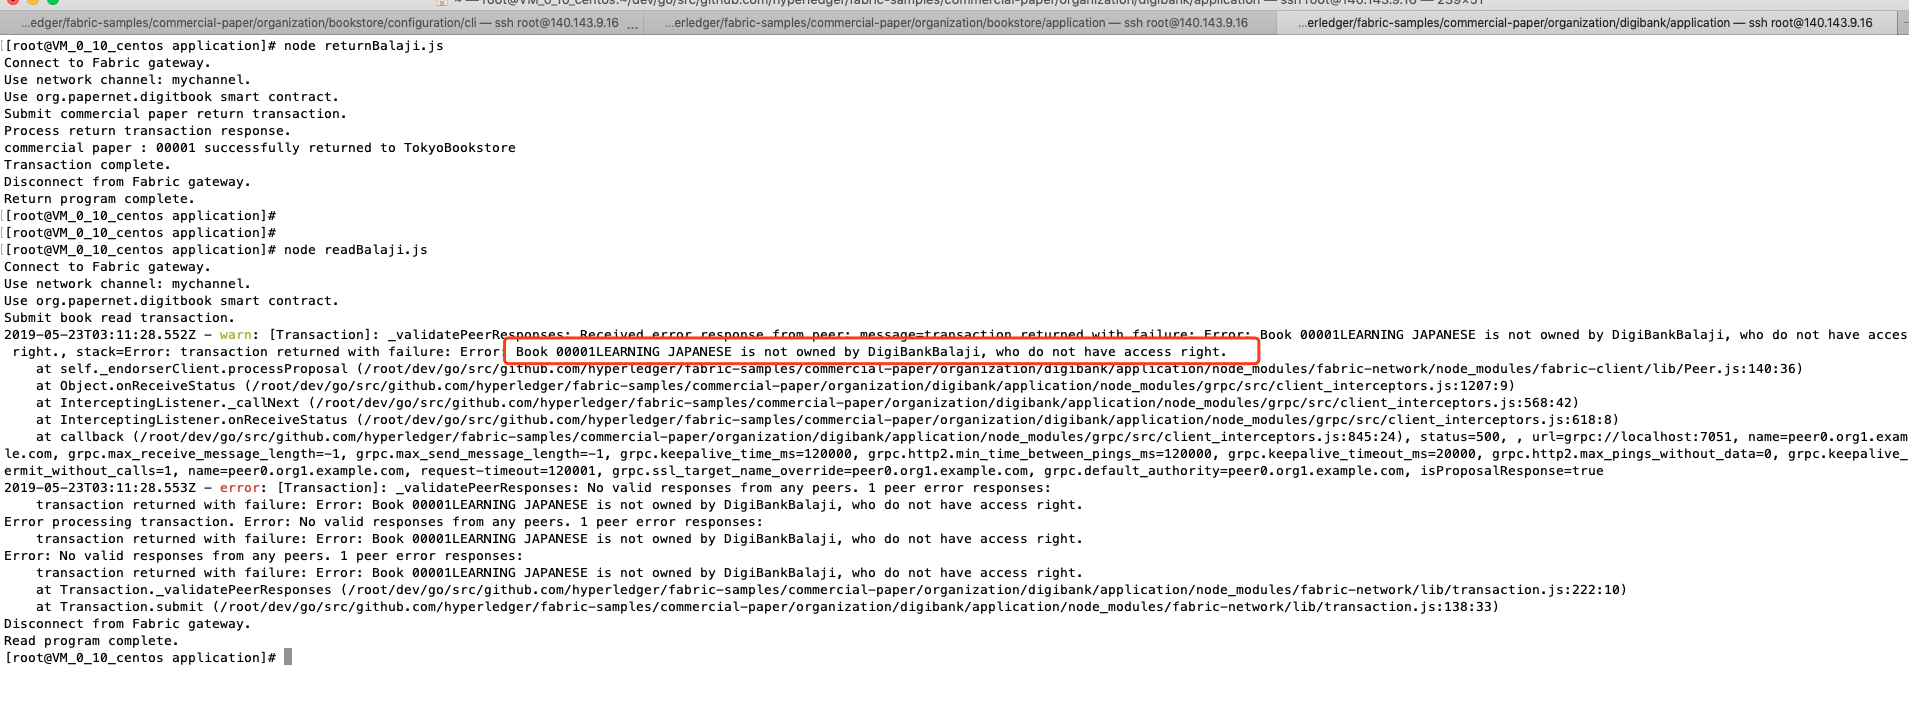 ~ — root@VM_0_10_centos:~/dev/go/src/github.com/hyperledger/fabric-samples/commercial-paper/organization/digibank/application — ssh root@140.143.9.16 — 239×51
...edger/fabric-samples/commercial-paper/organization/bookstore/configuration/cli — ssh root@140.143.9.16 ...
...erledger/fabric-samples/commercial-paper/organization/bookstore/application — ssh root@140.143.9.16
...erledger/fabric-samples/commercial-paper/organization/digibank/application — ssh root@140.143.9.16
[[root@VM_0_10_centos application]# node returnBalaji.js
Connect to Fabric gateway.
Use network channel: mychannel.
Use org.papernet.digitbook smart contract.
Submit commercial paper return transaction.
Process return transaction response.
commercial paper : 00001 successfully returned to TokyoBookstore
Transaction complete.
Disconnect from Fabric gateway.
Return program complete.
[[root@VM_0_10_centos application]#
[[root@VM_0_10_centos application]#
[[root@VM_0_10_centos application]# node readBalaji.js
Connect to Fabric gateway.
Use network channel: mychannel.
Use org.papernet.digitbook smart contract.
Submit book read transaction.
2019-05-23T03:11:28.552Z - warn: [Transaction]: _validatePeerResponses: Received error response from peer: message=transaction returned with failure: Error: Book 00001LEARNING JAPANESE is not owned by DigiBankBalaji, who do not have acces
 right., stack=Error: transaction returned with failure: Error: Book 00001LEARNING JAPANESE is not owned by DigiBankBalaji, who do not have access right.
    at self._endorserClient.processProposal (/root/dev/go/src/github.com/hyperledger/fabric-samples/commercial-paper/organization/digibank/application/node_modules/fabric-network/node_modules/fabric-client/lib/Peer.js:140:36)
    at Object.onReceiveStatus (/root/dev/go/src/github.com/hyperledger/fabric-samples/commercial-paper/organization/digibank/application/node_modules/grpc/src/client_interceptors.js:1207:9)
    at InterceptingListener._callNext (/root/dev/go/src/github.com/hyperledger/fabric-samples/commercial-paper/organization/digibank/application/node_modules/grpc/src/client_interceptors.js:568:42)
    at InterceptingListener.onReceiveStatus (/root/dev/go/src/github.com/hyperledger/fabric-samples/commercial-paper/organization/digibank/application/node_modules/grpc/src/client_interceptors.js:618:8)
    at callback (/root/dev/go/src/github.com/hyperledger/fabric-samples/commercial-paper/organization/digibank/application/node_modules/grpc/src/client_interceptors.js:845:24), status=500, , url=grpc://localhost:7051, name=peer0.org1.exam
le.com, grpc.max_receive_message_length=-1, grpc.max_send_message_length=-1, grpc.keepalive_time_ms=120000, grpc.http2.min_time_between_pings_ms=120000, grpc.keepalive_timeout_ms=20000, grpc.http2.max_pings_without_data=0, grpc.keepalive_
ermit_without_calls=1, name=peer0.org1.example.com, request-timeout=120001, grpc.ssl_target_name_override=peer0.org1.example.com, grpc.default_authority=peer0.org1.example.com, isProposalResponse=true
2019-05-23T03:11:28.553Z - error: [Transaction]: _validatePeerResponses: No valid responses from any peers. 1 peer error responses:
    transaction returned with failure: Error: Book 00001LEARNING JAPANESE is not owned by DigiBankBalaji, who do not have access right.
Error processing transaction. Error: No valid responses from any peers. 1 peer error responses:
    transaction returned with failure: Error: Book 00001LEARNING JAPANESE is not owned by DigiBankBalaji, who do not have access right.
Error: No valid responses from any peers. 1 peer error responses:
    transaction returned with failure: Error: Book 00001LEARNING JAPANESE is not owned by DigiBankBalaji, who do not have access right.
    at Transaction._validatePeerResponses (/root/dev/go/src/github.com/hyperledger/fabric-samples/commercial-paper/organization/digibank/application/node_modules/fabric-network/lib/transaction.js:222:10)
    at Transaction.submit (/root/dev/go/src/github.com/hyperledger/fabric-samples/commercial-paper/organization/digibank/application/node_modules/fabric-network/lib/transaction.js:138:33)
Disconnect from Fabric gateway.
Read program complete.
[root@VM_0_10_centos application]#